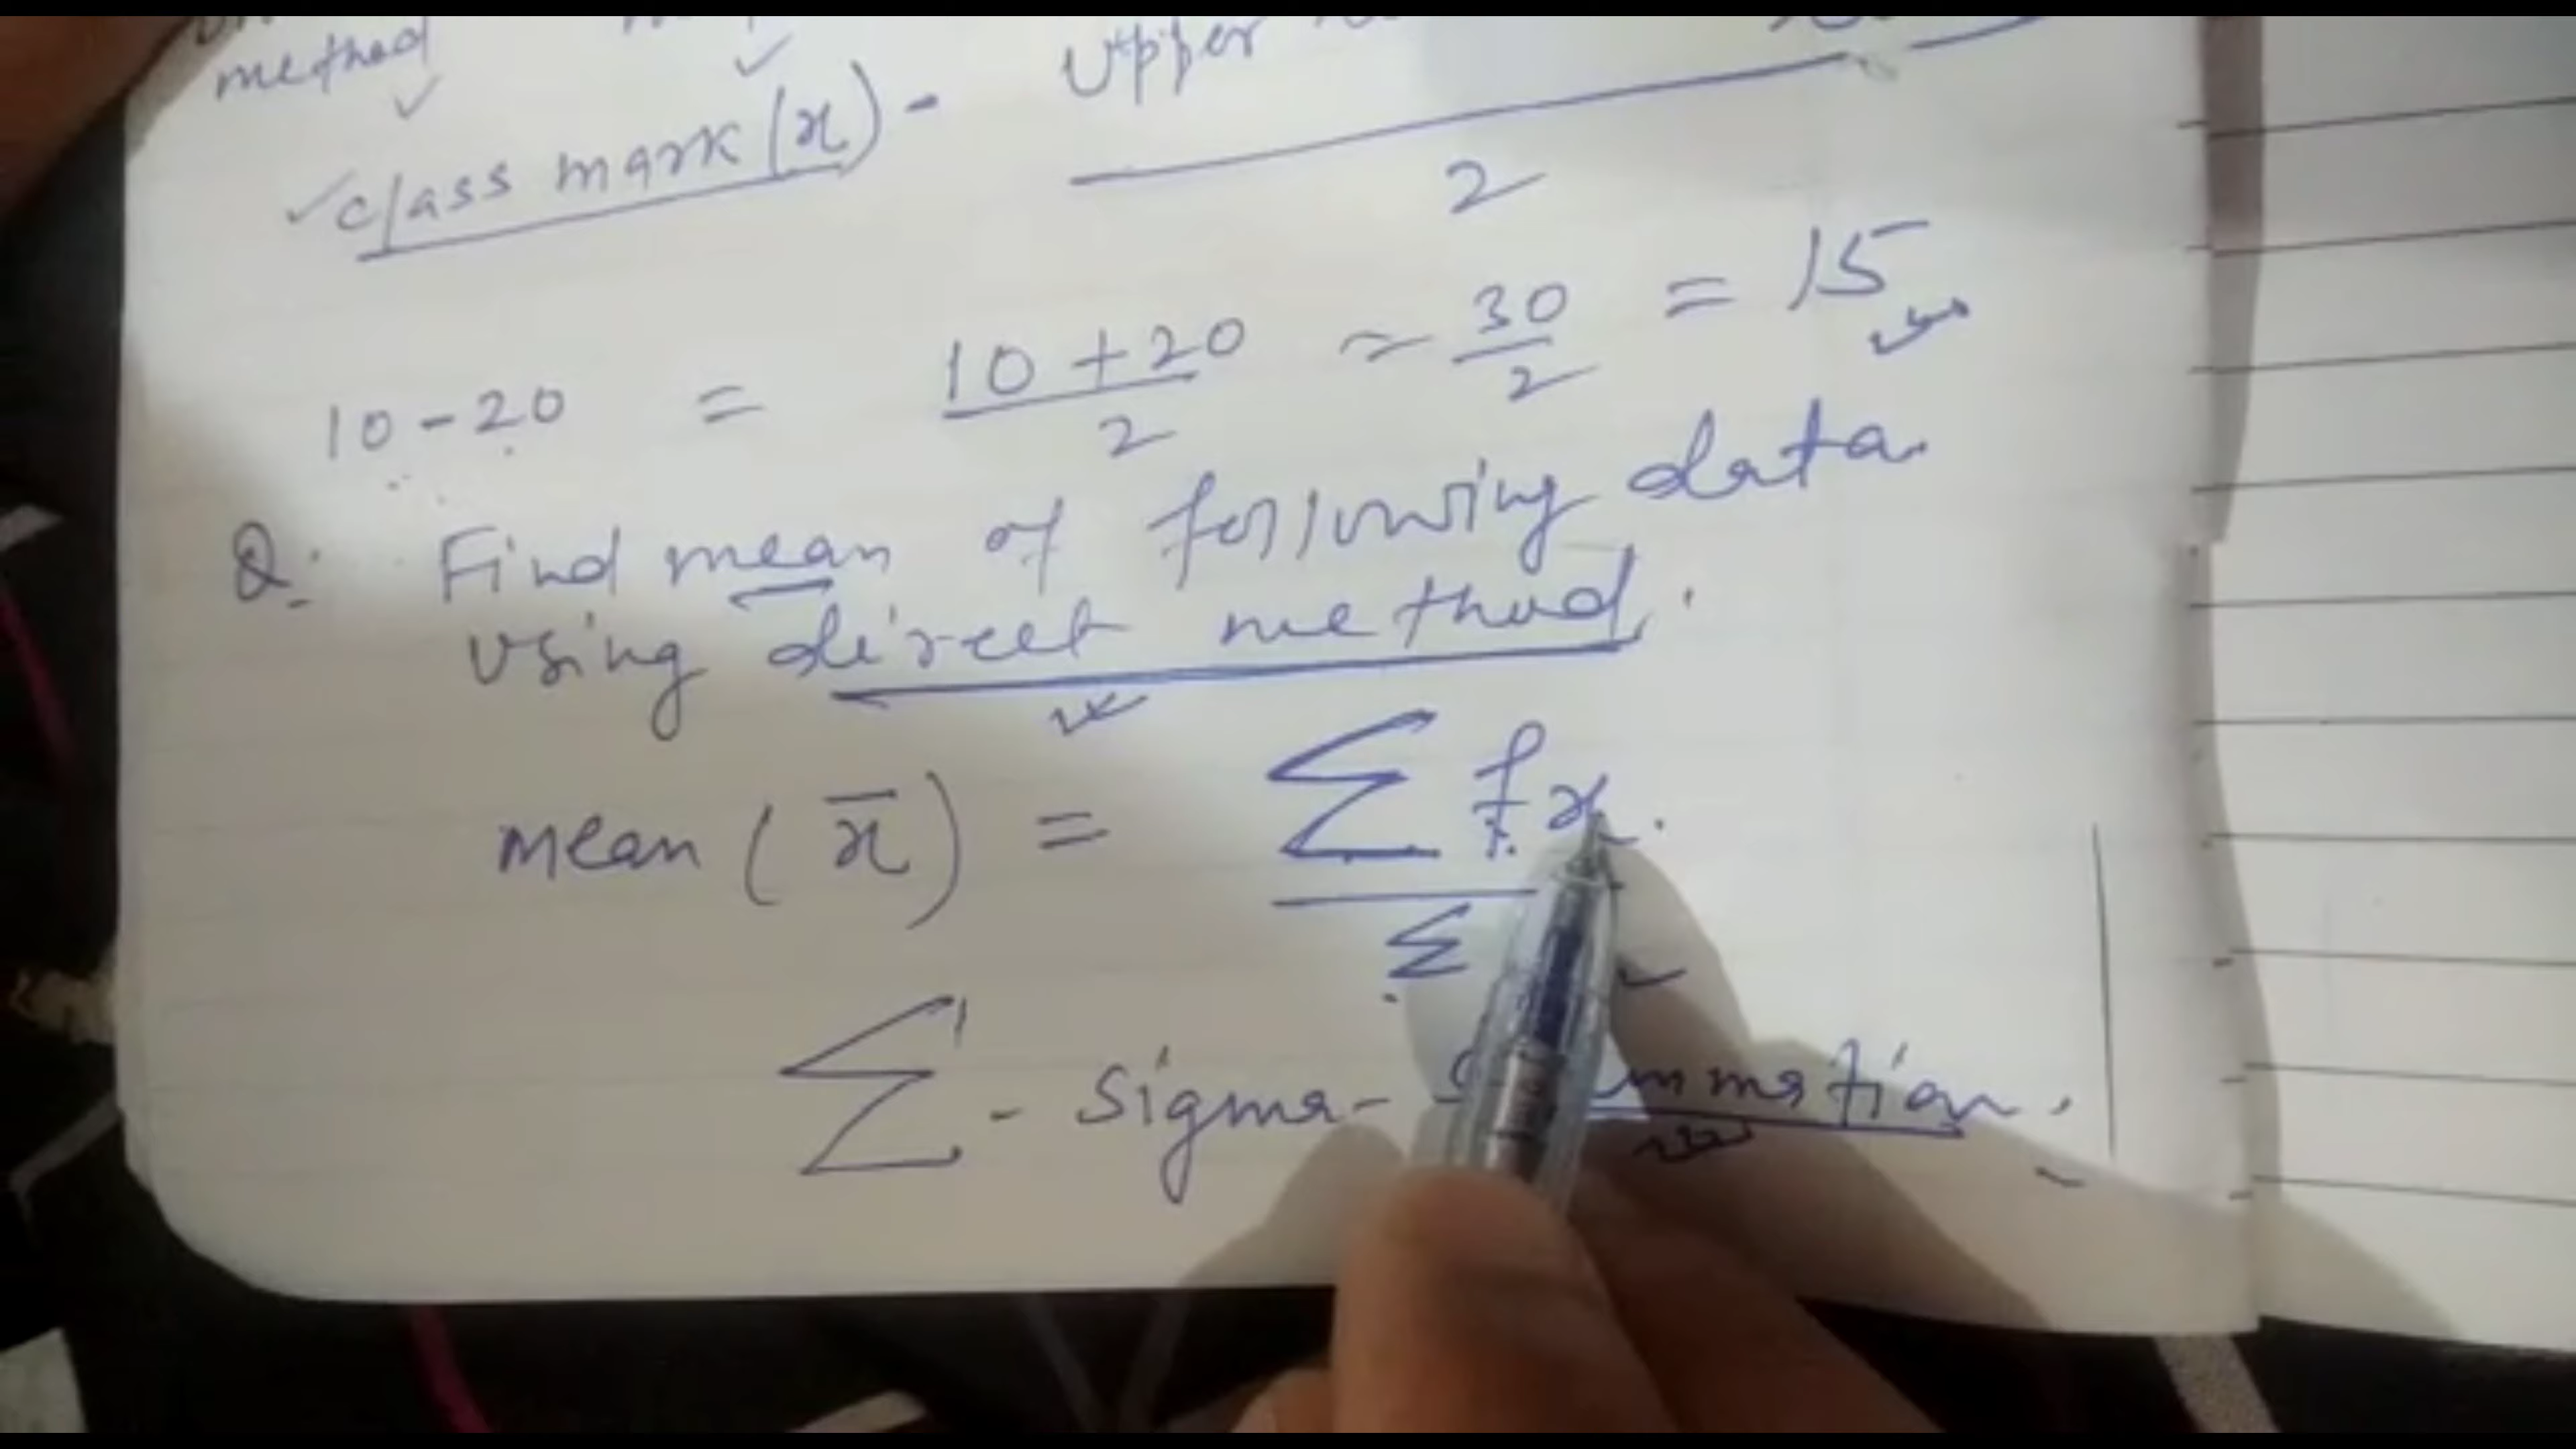 method
✓ ✓
✓ class mark (x) - Upper
2
10-20 = (10+20)/2 = 30/2 = 15
Q. Find mean of following data
using direct method.
mean (x̄) = Σfx.
Σ
Σ - Sigma - Summation.